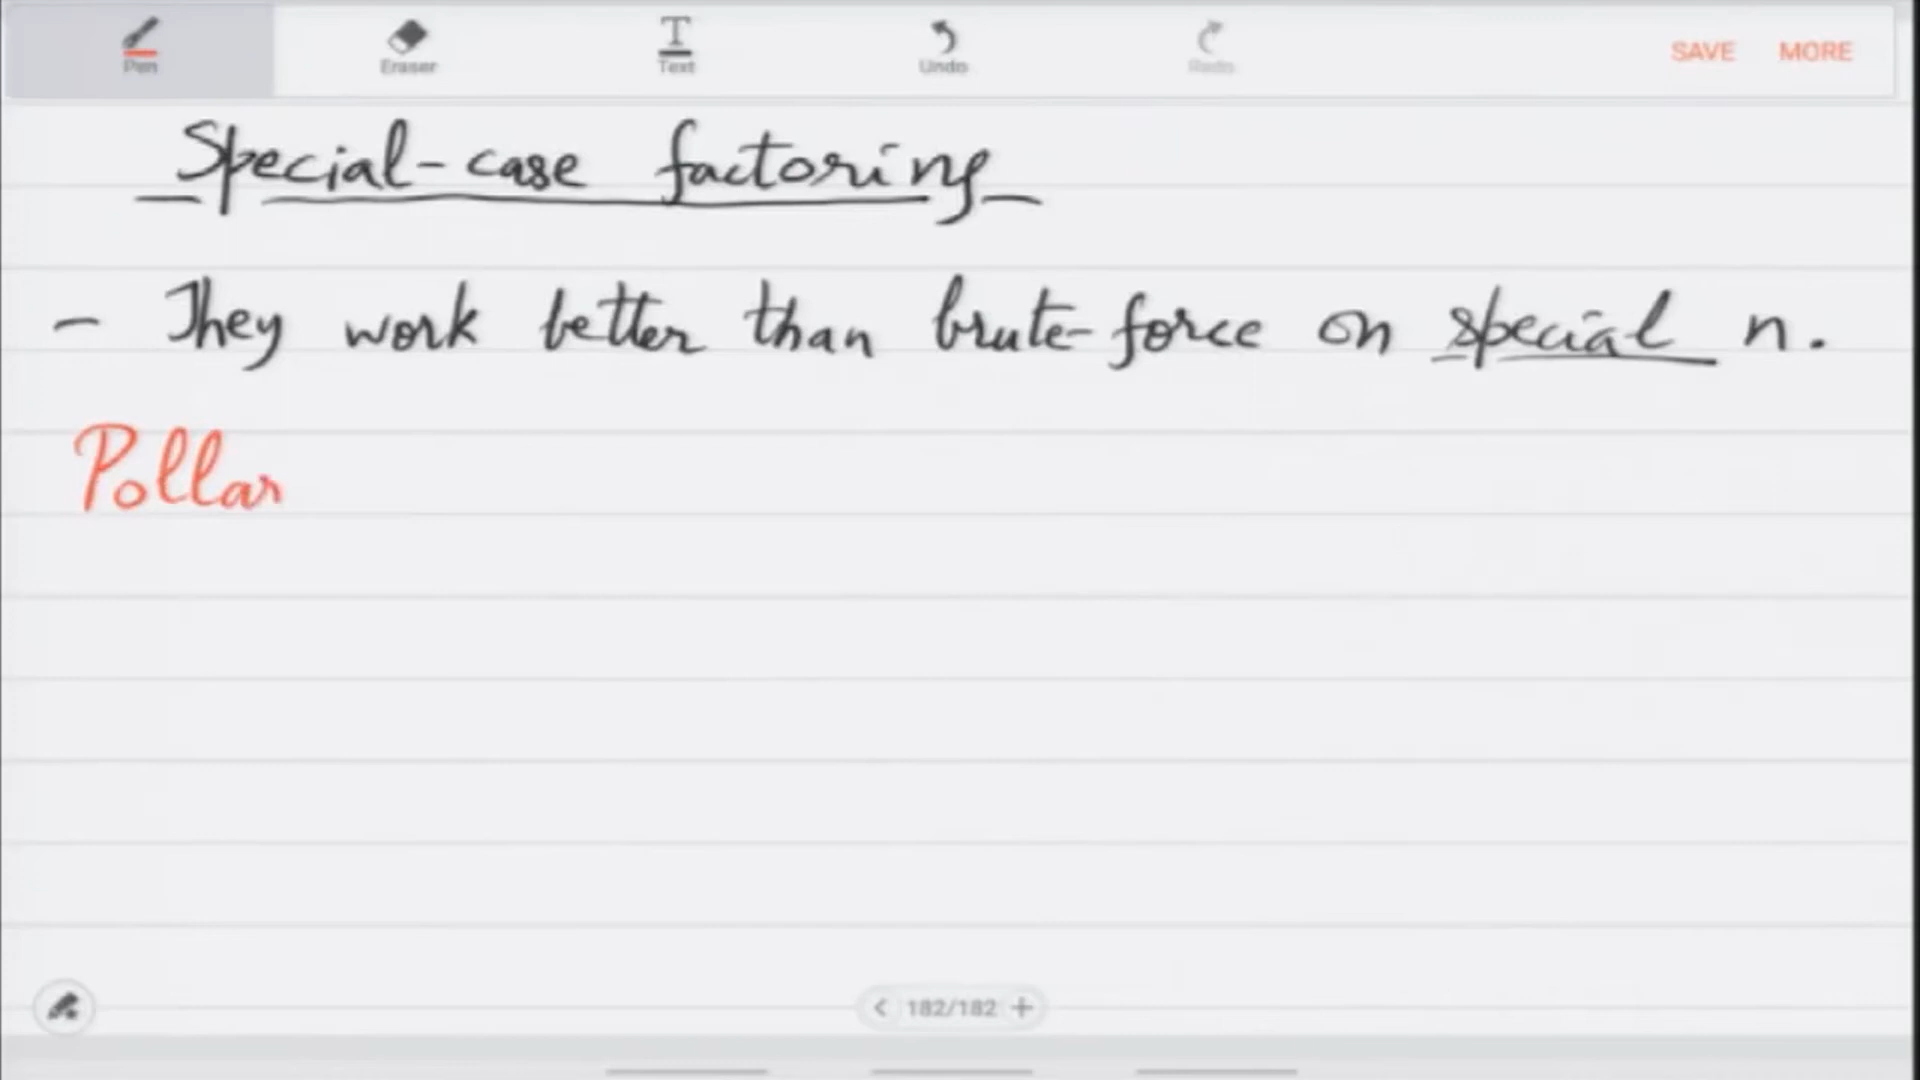 Pen Eraser Text Undo Redo SAVE MORE
Special-case factoring
- They work better than brute-force on special n.
Pollar
182/182